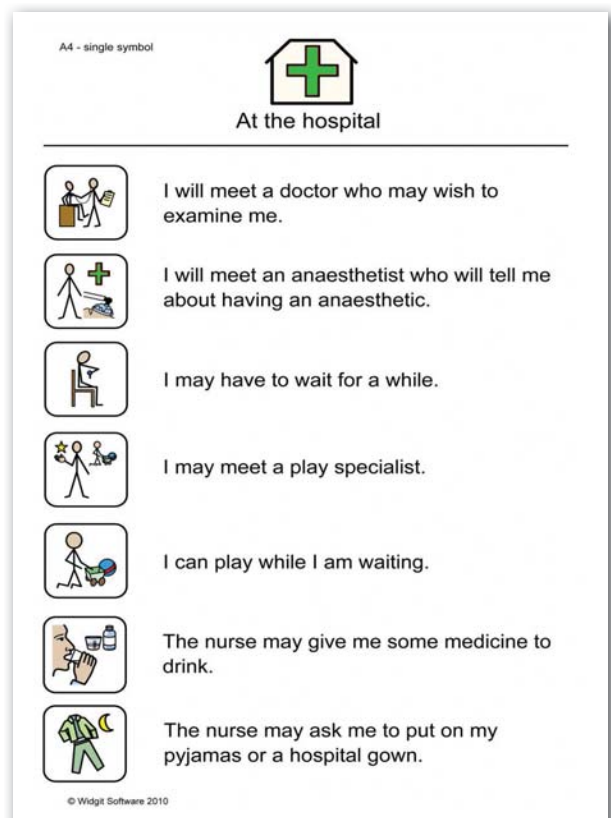 A4 - single symbol
At the hospital
I will meet a doctor who may wish to
examine me.
I will meet an anaesthetist who will tell me
about having an anaesthetic.
I may have to wait for a while.
I may meet a play specialist.
I can play while I am waiting.
The nurse may give me some medicine to
drink.
The nurse may ask me to put on my
pyjamas or a hospital gown.
© Widgit Software 2010